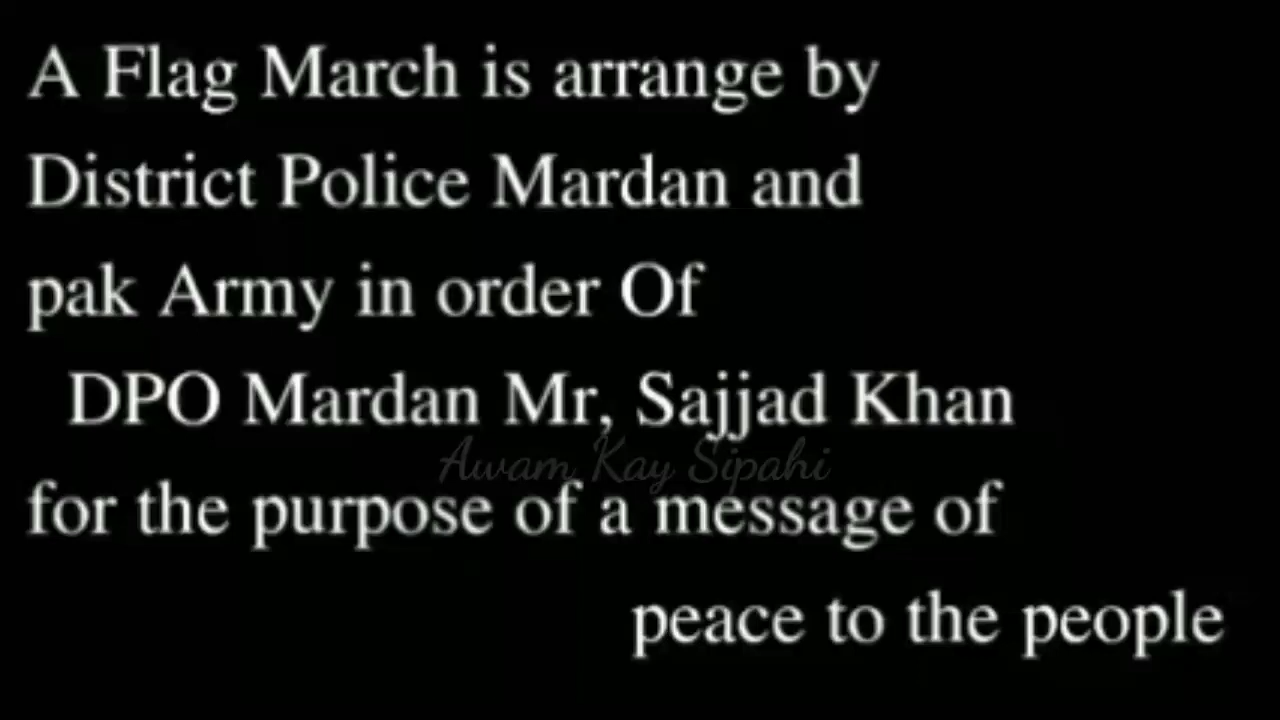 A Flag March is arrange by
District Police Mardan and
pak Army in order Of
DPO Mardan Mr, Sajjad Khan
Awam Kay Sipahi
for the purpose of a message of
peace to the people